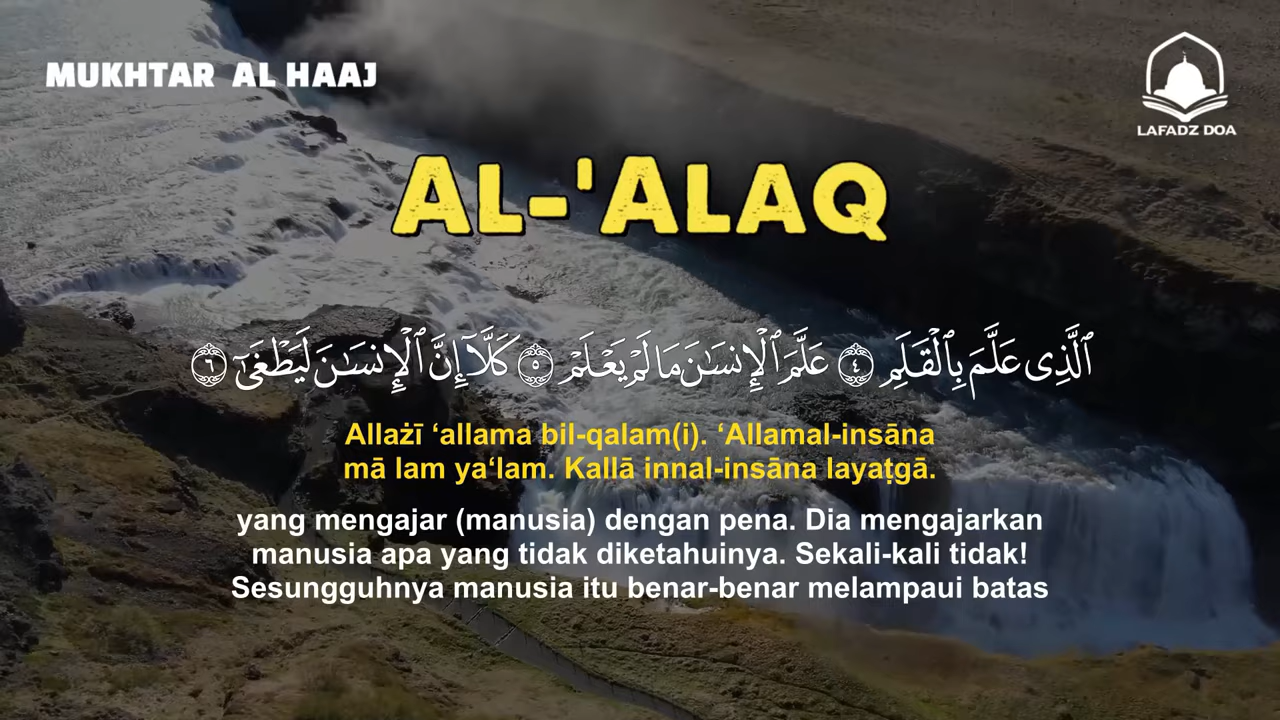 MUKHTAR AL HAAJ
LAFADZ DOA
AL-'ALAQ
ٱلَّذِى عَلَّمَ بِٱلْقَلَمِ ٤ عَلَّمَ ٱلْإِنسَـٰنَ مَا لَمْ يَعْلَمْ ٥ كَلَّآ إِنَّ ٱلْإِنسَـٰنَ لَيَطْغَىٰٓ ٦
Allażī ‘allama bil-qalam(i). ‘Allamal-insāna
mā lam ya‘lam. Kallā innal-insāna layaṭgā.
yang mengajar (manusia) dengan pena. Dia mengajarkan
manusia apa yang tidak diketahuinya. Sekali-kali tidak!
Sesungguhnya manusia itu benar-benar melampaui batas